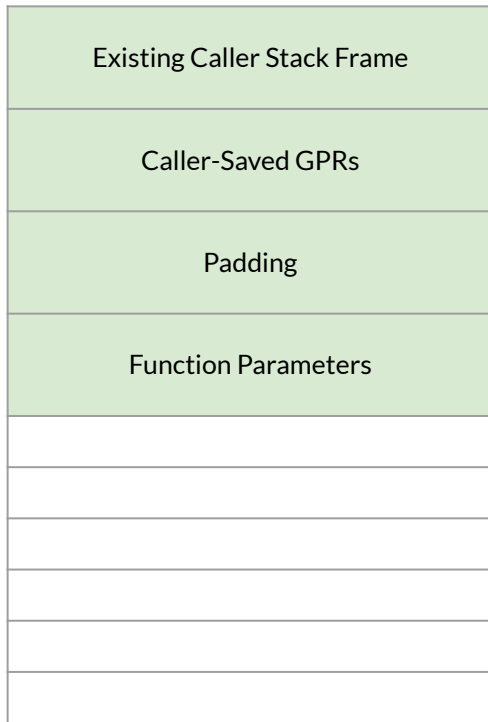 Existing Caller Stack Frame
Caller-Saved GPRs
Padding
Function Parameters